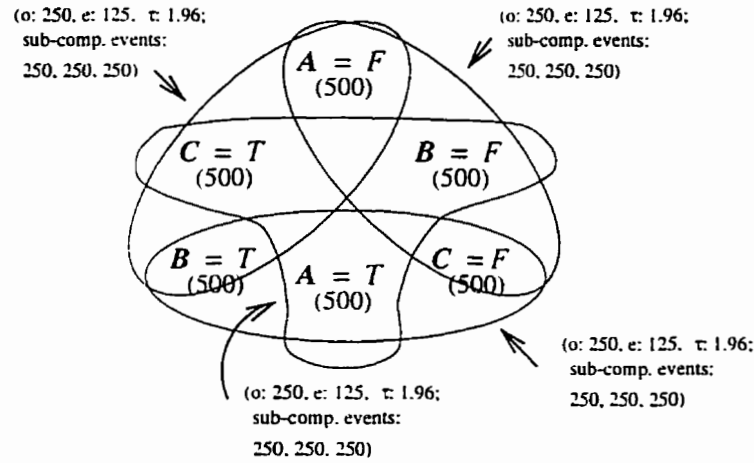 (o: 250, e: 125, τ: 1.96;
sub-comp. events:
250, 250, 250)
(o: 250, e: 125, τ: 1.96;
sub-comp. events:
250, 250, 250)
A = F
(500)
C = T
(500)
B = F
(500)
B = T
(500)
A = T
(500)
C = F
(500)
(o: 250, e: 125, τ: 1.96;
sub-comp. events:
250, 250, 250)
(o: 250, e: 125, τ: 1.96;
sub-comp. events:
250, 250, 250)